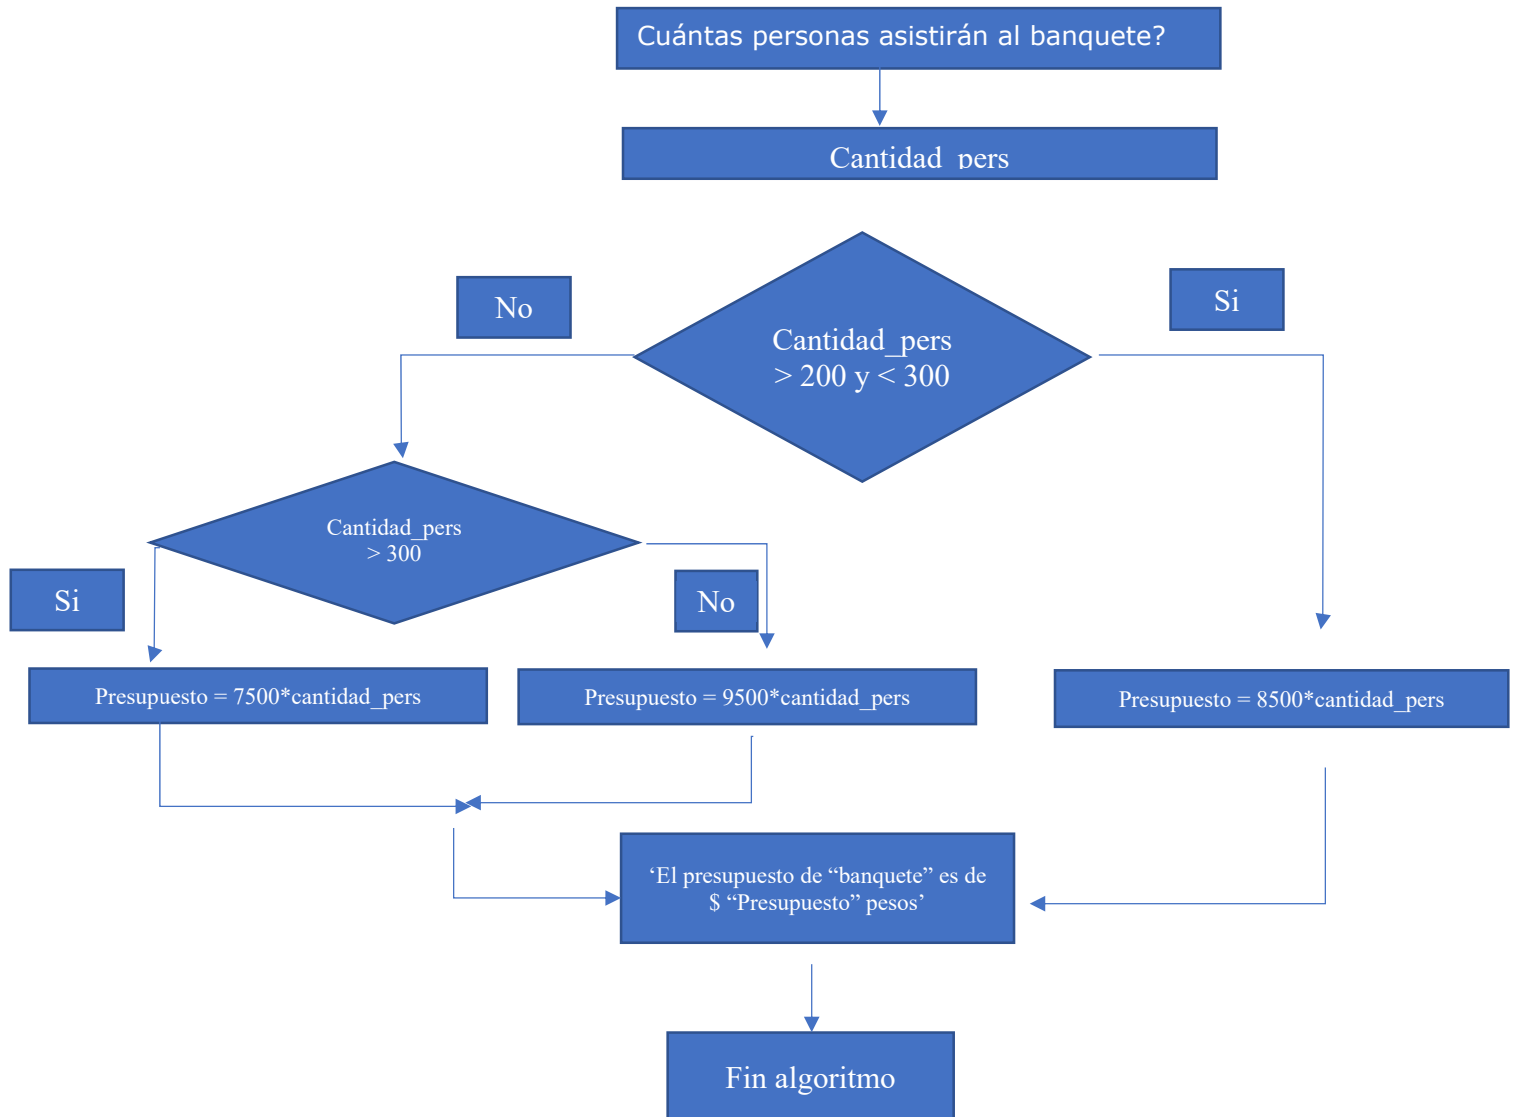 Cuántas personas asistirán al banquete?
Cantidad_pers
No
Si
Cantidad_pers
> 200 y < 300
Cantidad_pers
> 300
Si
No
Presupuesto = 7500*cantidad_pers
Presupuesto = 9500*cantidad_pers
Presupuesto = 8500*cantidad_pers
‘El presupuesto de “banquete” es de
$ “Presupuesto” pesos’
Fin algoritmo